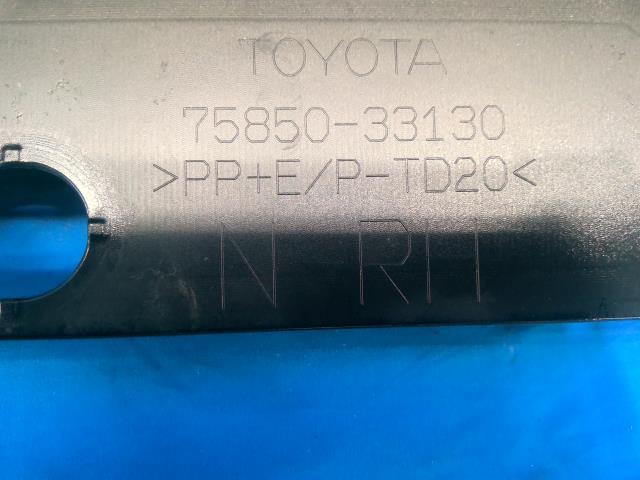 TOYOTA
75850-33130
>PP+E/P-TD20<
N RH